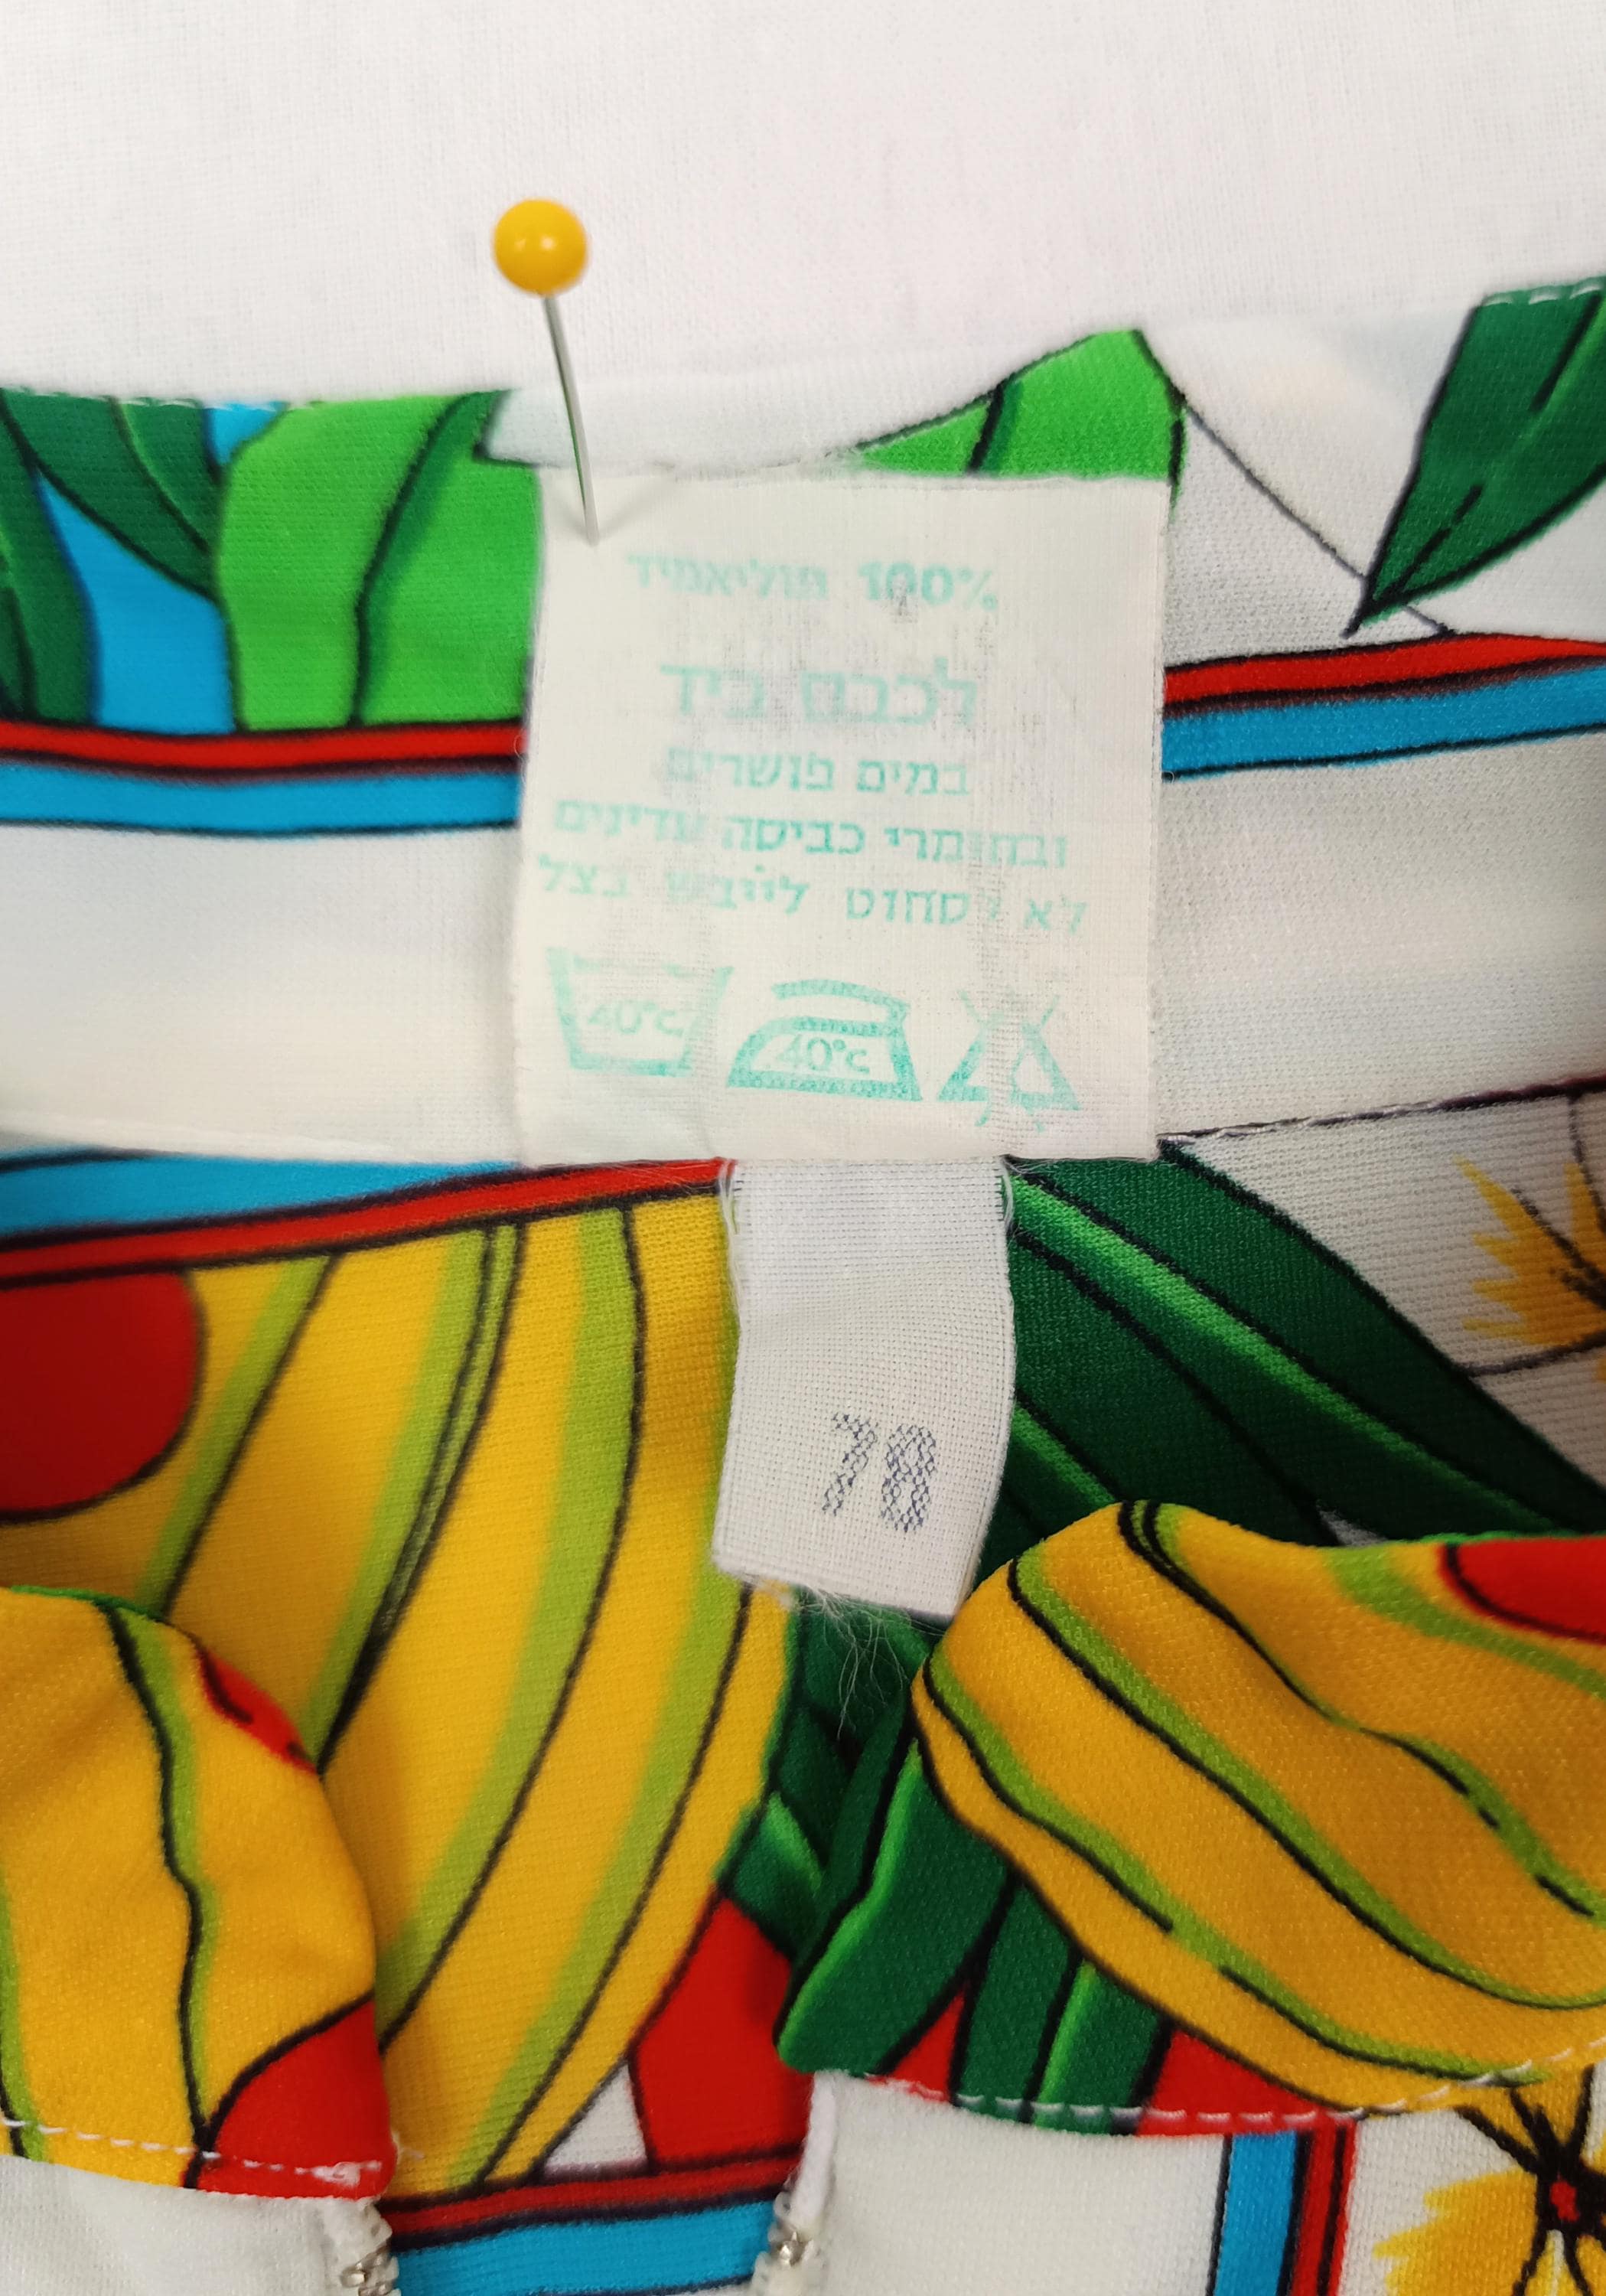 100% פוליאמיד
לכבס ביד
במים פושרים
ובחומרי כביסה עדינים
לא לסחוט לייבש בצל
40°c 40°c
78